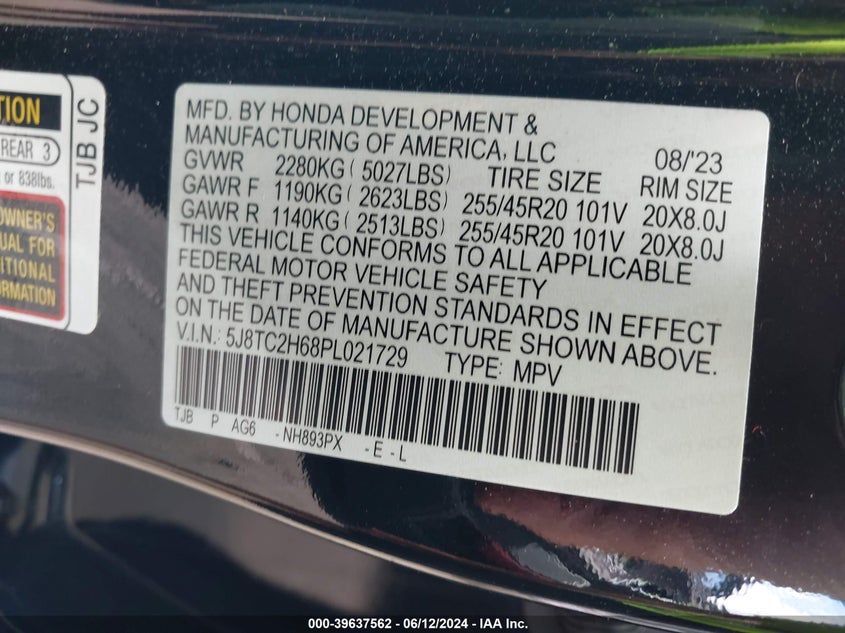 TION
REAR 3
or 838lbs.
OWNER'S
UAL FOR
ITIONAL
ORMATION
TJB JC
MFD. BY HONDA DEVELOPMENT &
MANUFACTURING OF AMERICA, LLC 08/'23
GVWR 2280KG ( 5027LBS) TIRE SIZE RIM SIZE
GAWR F 1190KG ( 2623LBS) 255/45R20 101V 20X8.0J
GAWR R 1140KG ( 2513LBS) 255/45R20 101V 20X8.0J
THIS VEHICLE CONFORMS TO ALL APPLICABLE
FEDERAL MOTOR VEHICLE SAFETY
AND THEFT PREVENTION STANDARDS IN EFFECT
ON THE DATE OF MANUFACTURE SHOWN ABOVE.
V.I.N.: 5J8TC2H68PL021729 TYPE: MPV
TJB P AG6 -NH893PX -E-L
000-39637562 - 06/12/2024 - IAA Inc.